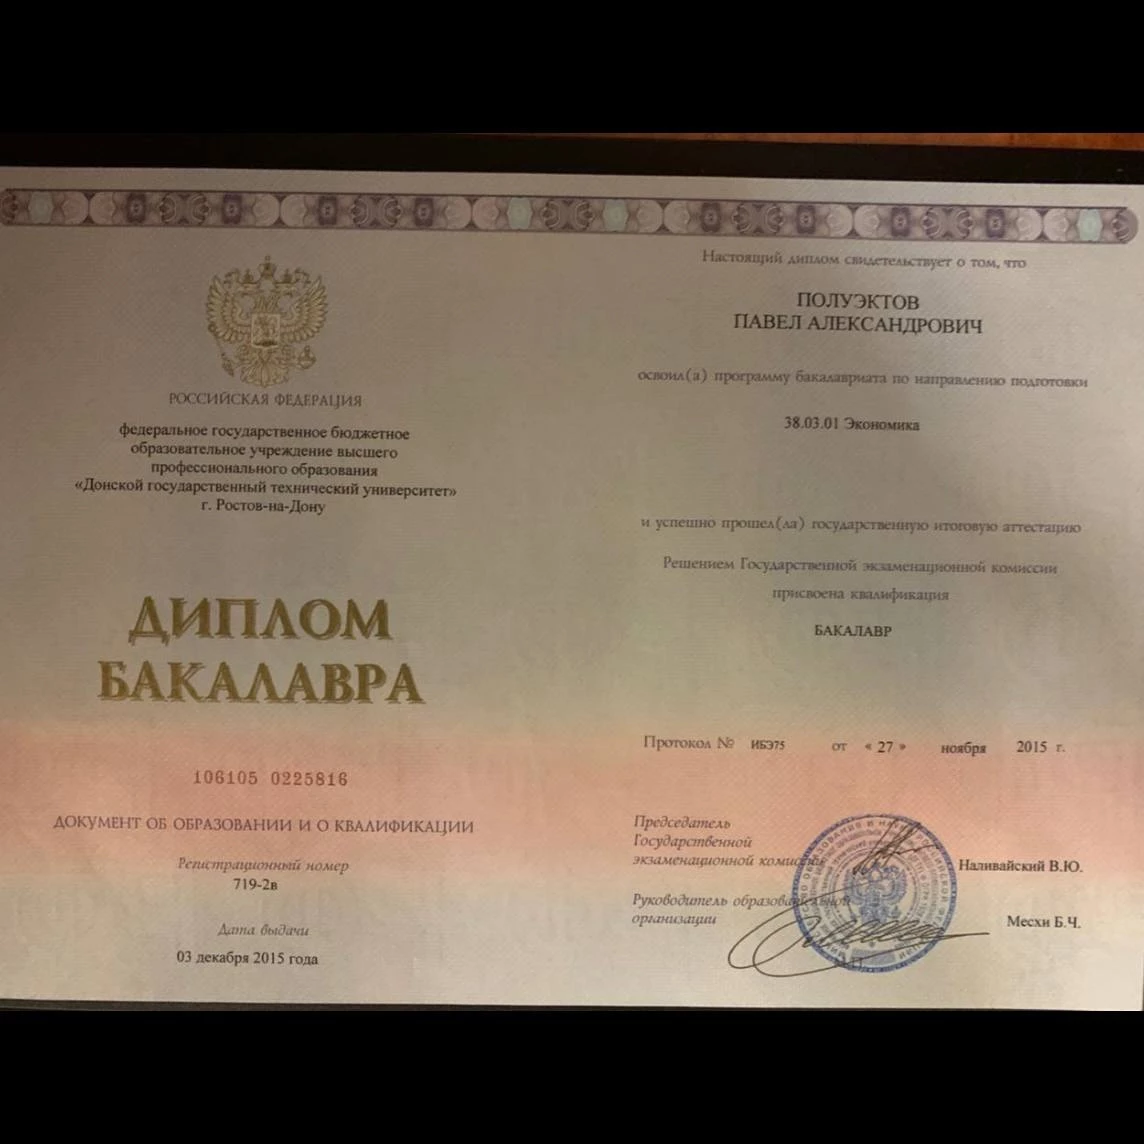 РОССИЙСКАЯ ФЕДЕРАЦИЯ
федеральное государственное бюджетное
образовательное учреждение высшего
профессионального образования
«Донской государственный технический университет»
г. Ростов-на-Дону
ДИПЛОМ
БАКАЛАВРА
106105 0225816
ДОКУМЕНТ ОБ ОБРАЗОВАНИИ И О КВАЛИФИКАЦИИ
Регистрационный номер
719-2в
Дата выдачи
03 декабря 2015 года
Настоящий диплом свидетельствует о том, что
ПОЛУЭКТОВ
ПАВЕЛ АЛЕКСАНДРОВИЧ
освоил(а) программу бакалавриата по направлению подготовки
38.03.01 Экономика
и успешно прошел(ла) государственную итоговую аттестацию
Решением Государственной экзаменационной комиссии
присвоена квалификация
БАКАЛАВР
Протокол № ИБЭ75 от « 27 » ноября 2015 г.
Председатель
Государственной
экзаменационной комиссии Наливайский В.Ю.
Руководитель образовательной
организации Месхи Б.Ч.
М.П.